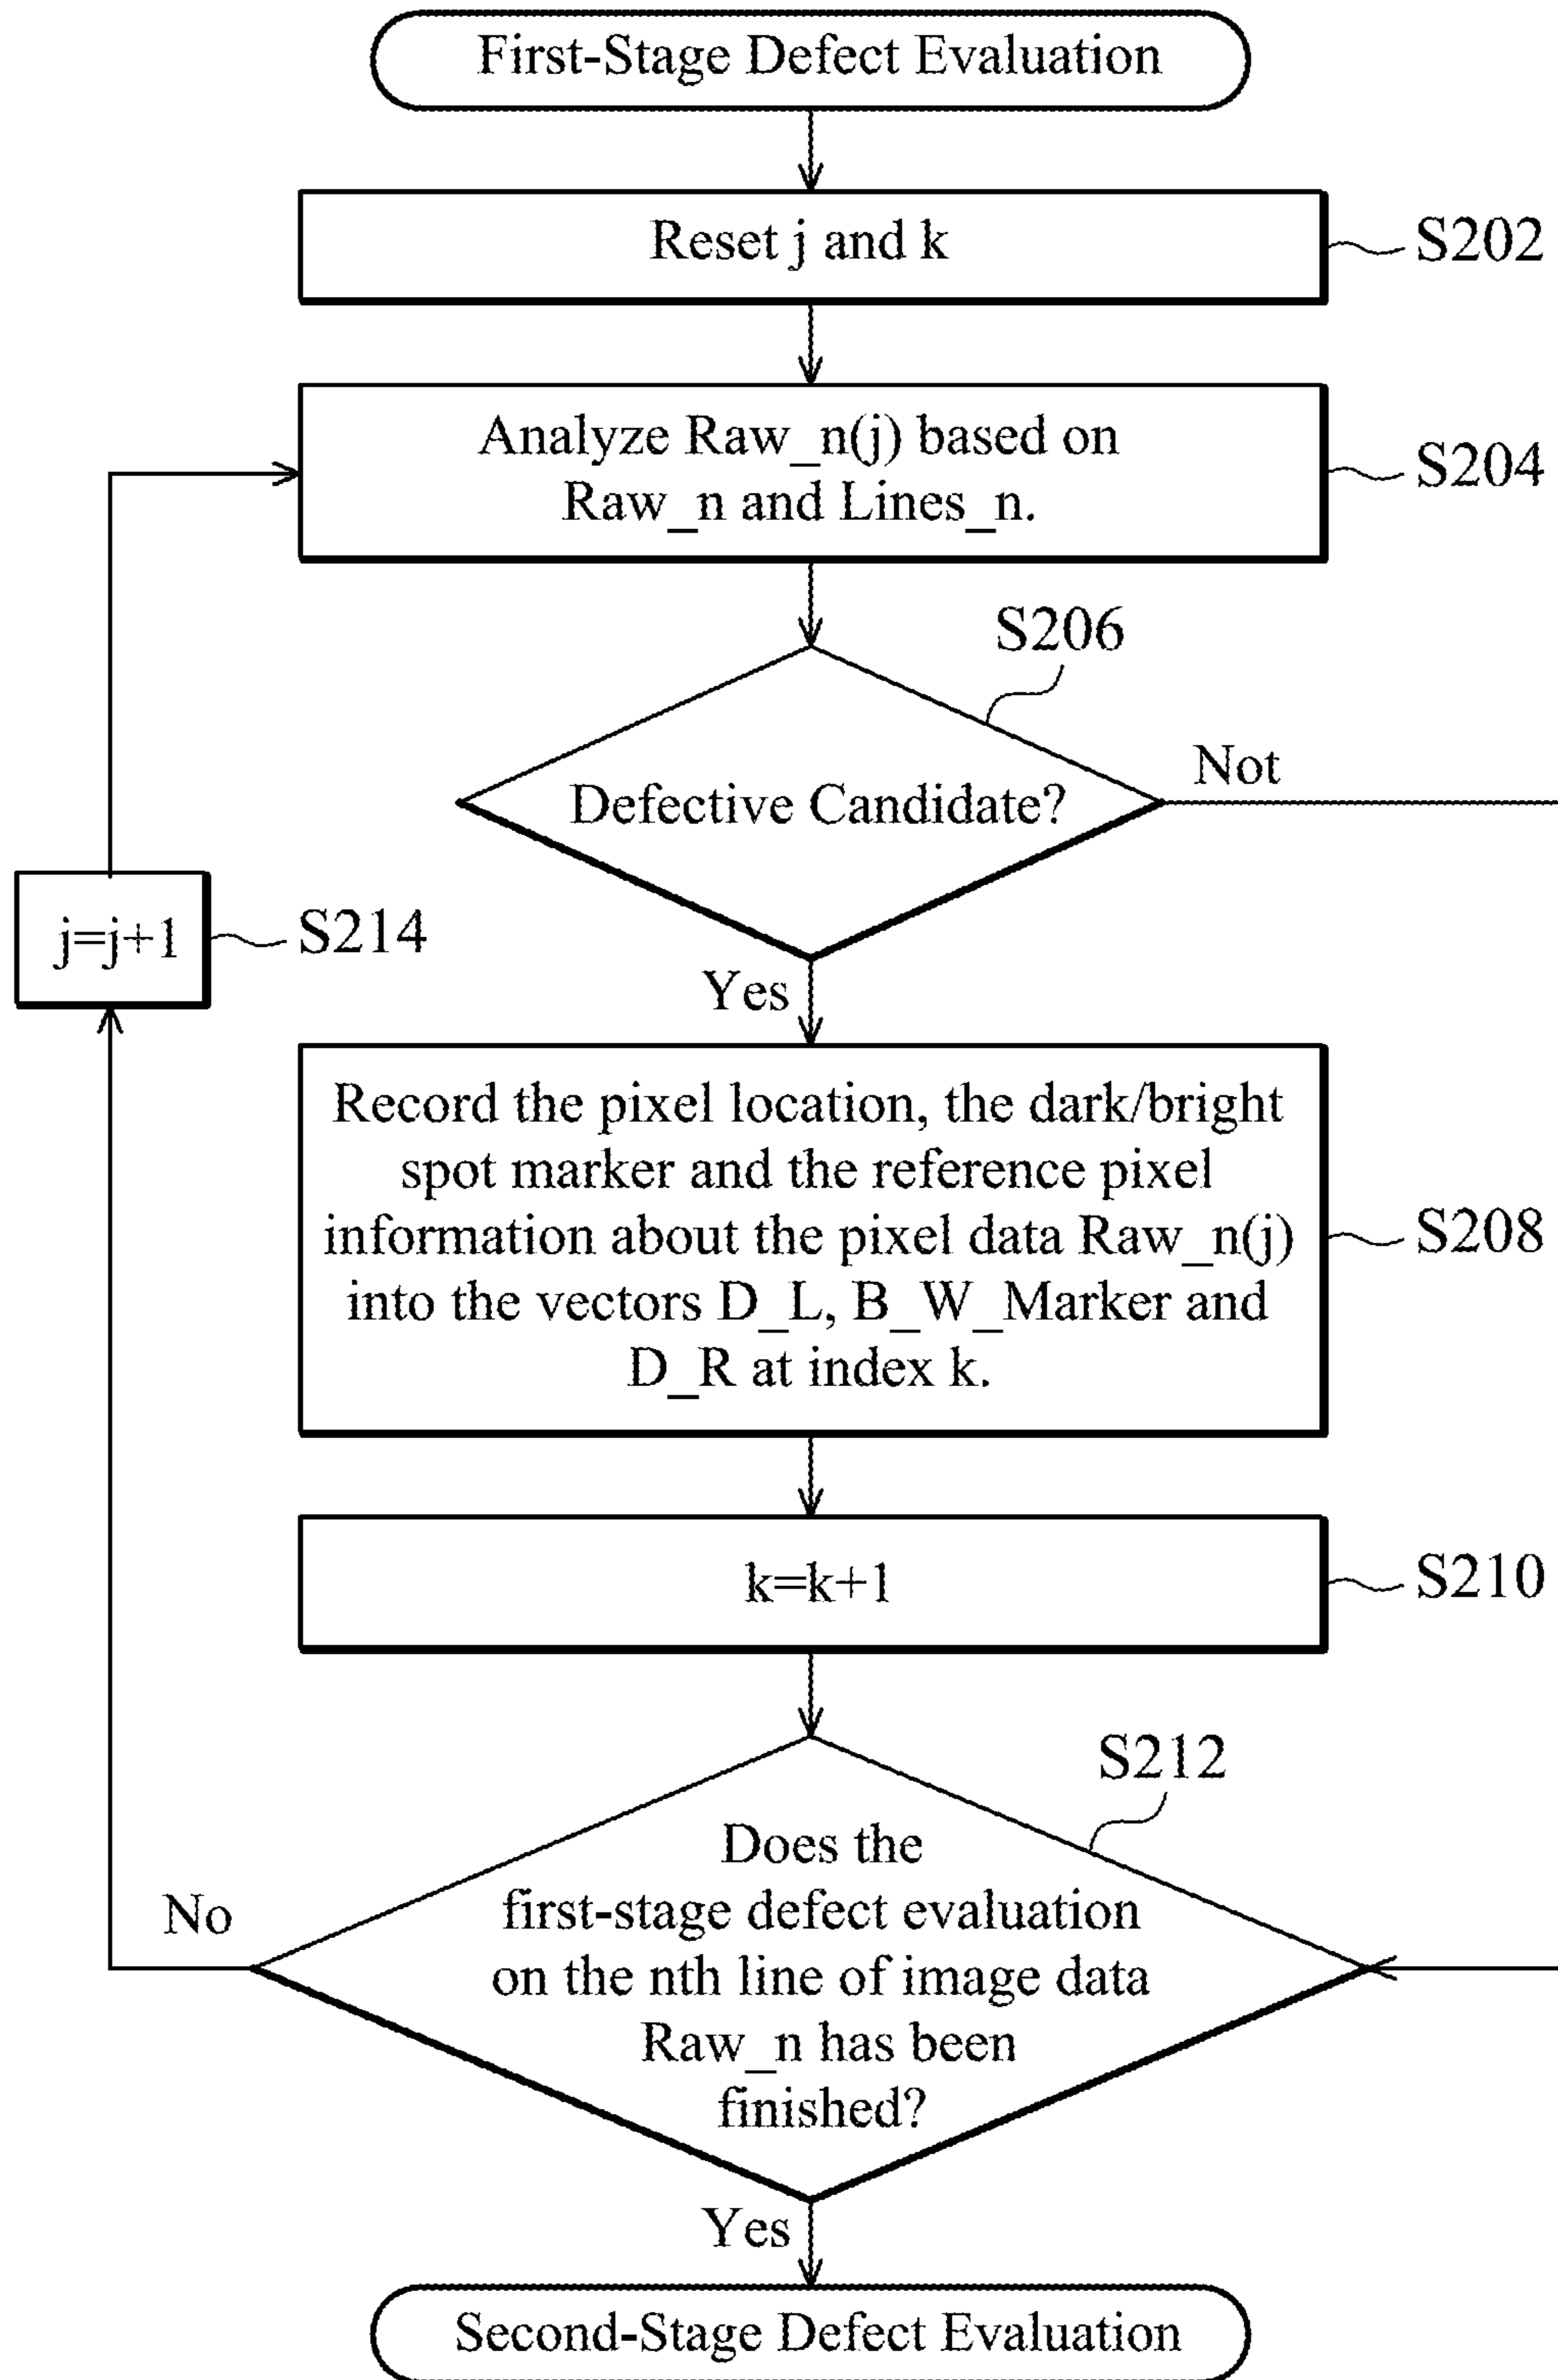 First-Stage Defect Evaluation
Reset j and k
S202
Analyze Raw_n(j) based on
Raw_n and Lines_n.
S204
S206
Defective Candidate?
Not
j=j+1
S214
Yes
Record the pixel location, the dark/bright
spot marker and the reference pixel
information about the pixel data Raw_n(j)
into the vectors D_L, B_W_Marker and
D_R at index k.
S208
k=k+1
S210
S212
Does the
first-stage defect evaluation
on the nth line of image data
Raw_n has been
finished?
No
Yes
Second-Stage Defect Evaluation